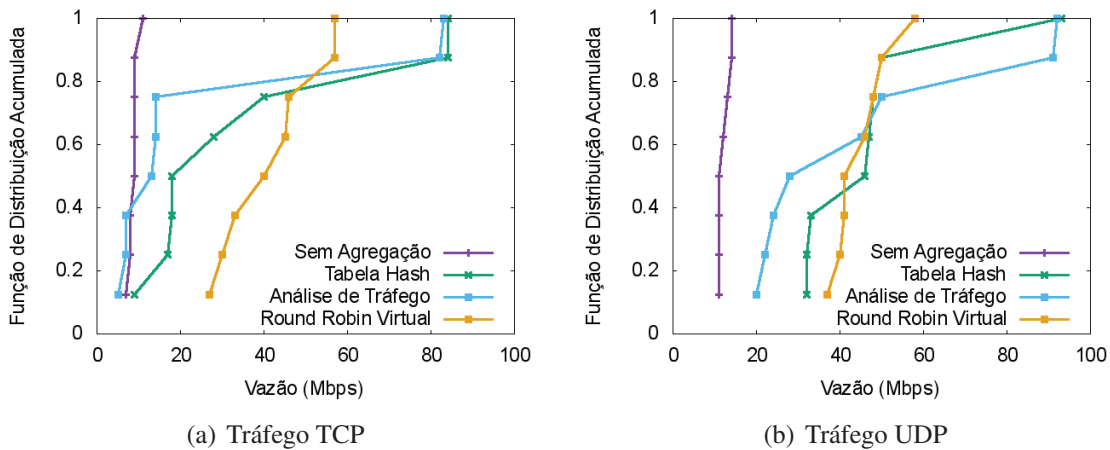 Função de Distribuição Acumulada
1
0.8
0.6
0.4
0.2
0
0
20
40
60
80
100
Vazão (Mbps)
Sem Agregação
Tabela Hash
Análise de Tráfego
Round Robin Virtual
(a) Tráfego TCP
Função de Distribuição Acumulada
1
0.8
0.6
0.4
0.2
0
0
20
40
60
80
100
Vazão (Mbps)
Sem Agregação
Tabela Hash
Análise de Tráfego
Round Robin Virtual
(b) Tráfego UDP